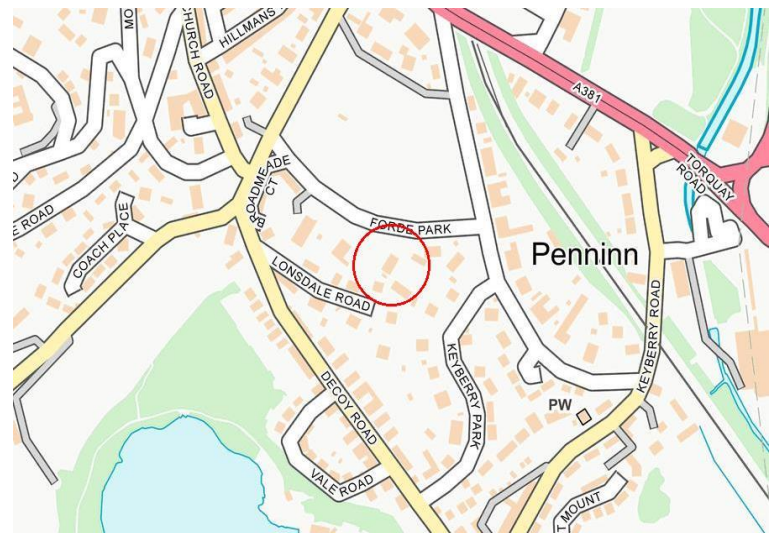 MO
CHURCH ROAD
HILLMANS
A381
TORQUAY
ROAD
E ROAD
COACH PLACE
BROADMEADE
CT
FORDE PARK
LONSDALE ROAD
Penninn
KEYBERRY ROAD
KEYBERRY PARK
DECOY ROAD
PW
VALE ROAD
T MOUNT